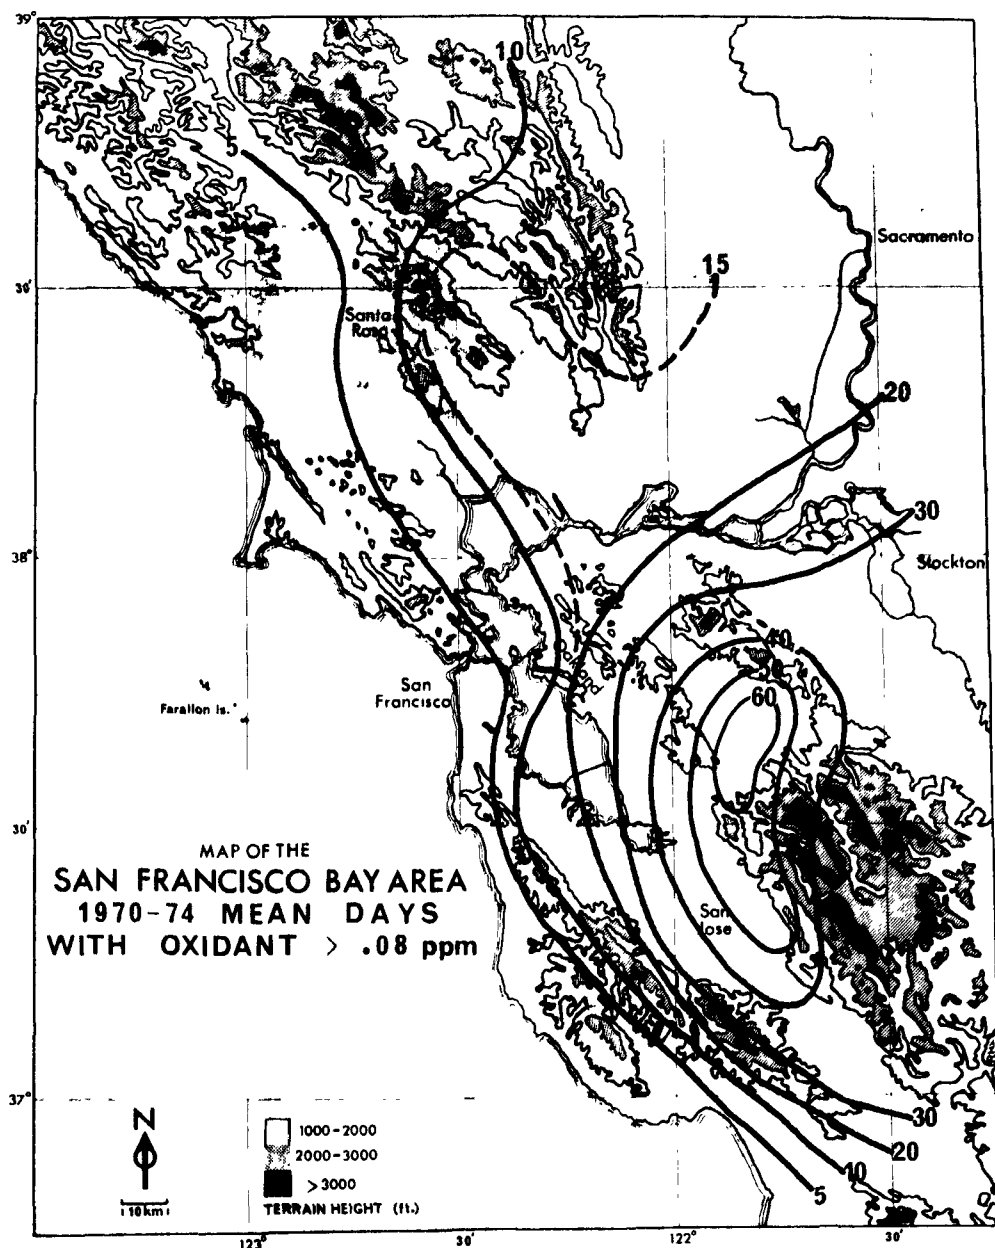 39°
10
5
Sacramento
15
30'
Santa
Rosa
20
30
38°
Stockton
40
Oakland
50
San
Francisco
60
Farallon Is.
30'
MAP OF THE
SAN FRANCISCO BAY AREA
1970-74 MEAN DAYS
WITH OXIDANT > .08 ppm
San
Jose
37°
N
30
1000-2000
20
2000-3000
10
>3000
5
10km
TERRAIN HEIGHT (ft.)
123°
30'
122°
30'